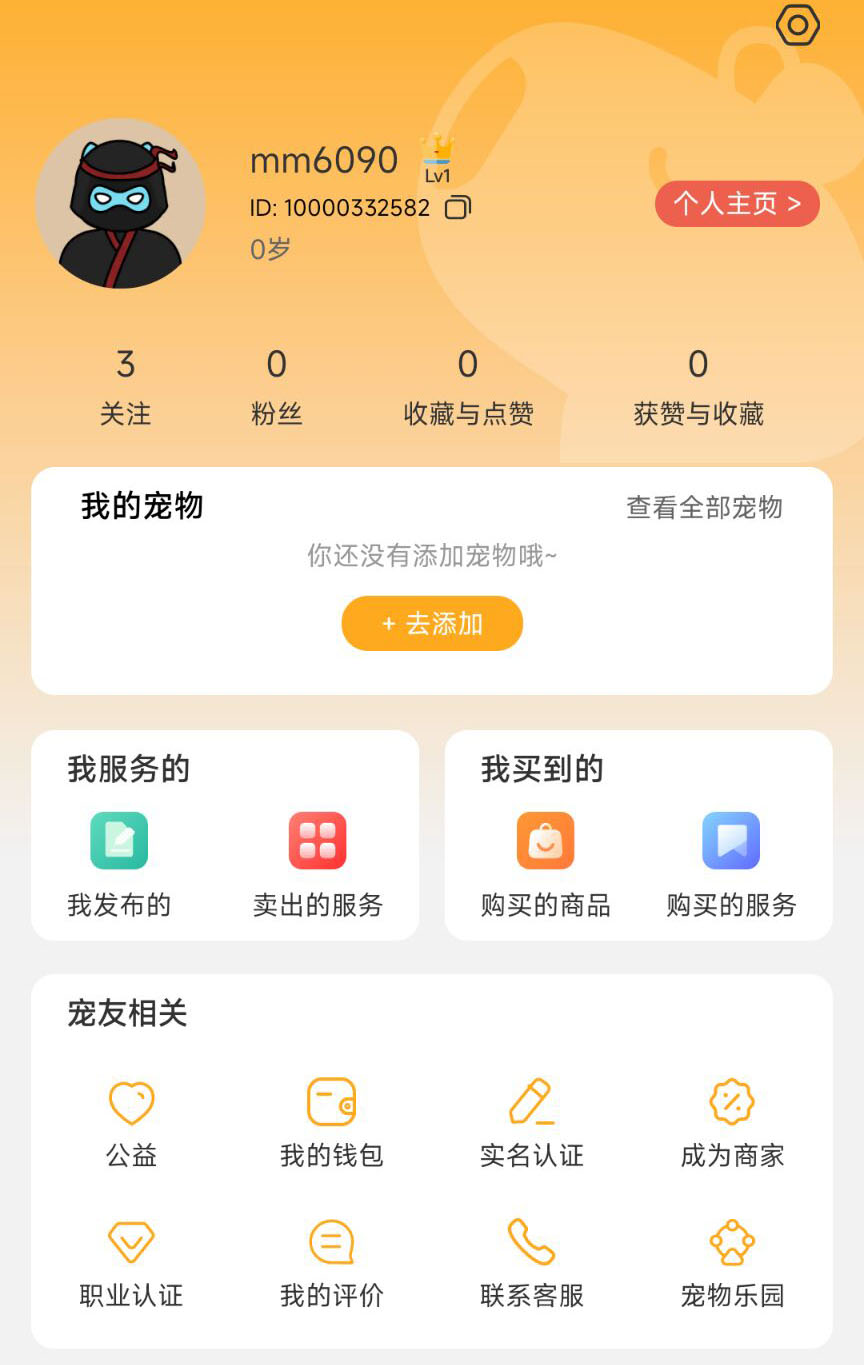 mm6090
Lv1
ID: 10000332582
个人主页 >
0岁
3 0 0 0
关注 粉丝 收藏与点赞 获赞与收藏
我的宠物 查看全部宠物
你还没有添加宠物哦~
+ 去添加
我服务的
我发布的 卖出的服务
我买到的
购买的商品 购买的服务
宠友相关
公益 我的钱包 实名认证 成为商家
职业认证 我的评价 联系客服 宠物乐园